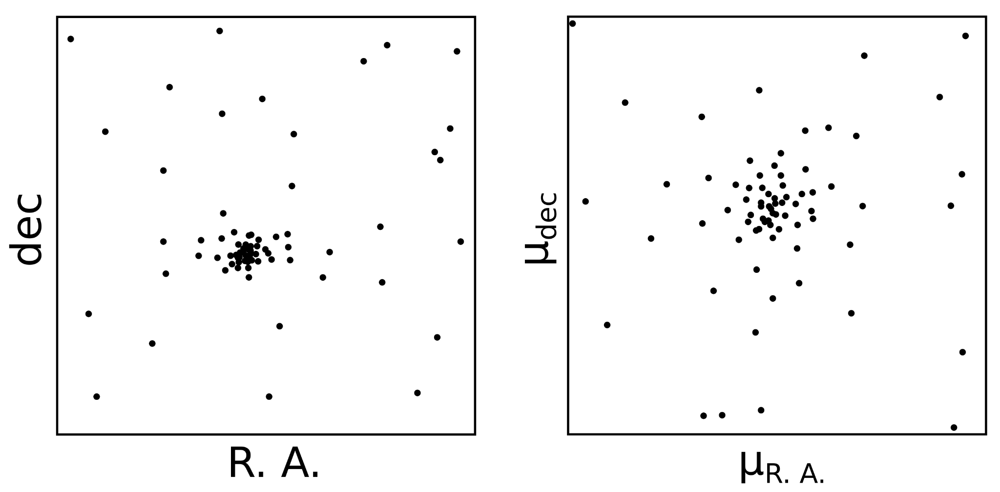 dec
R. A.
μdec
μR. A.